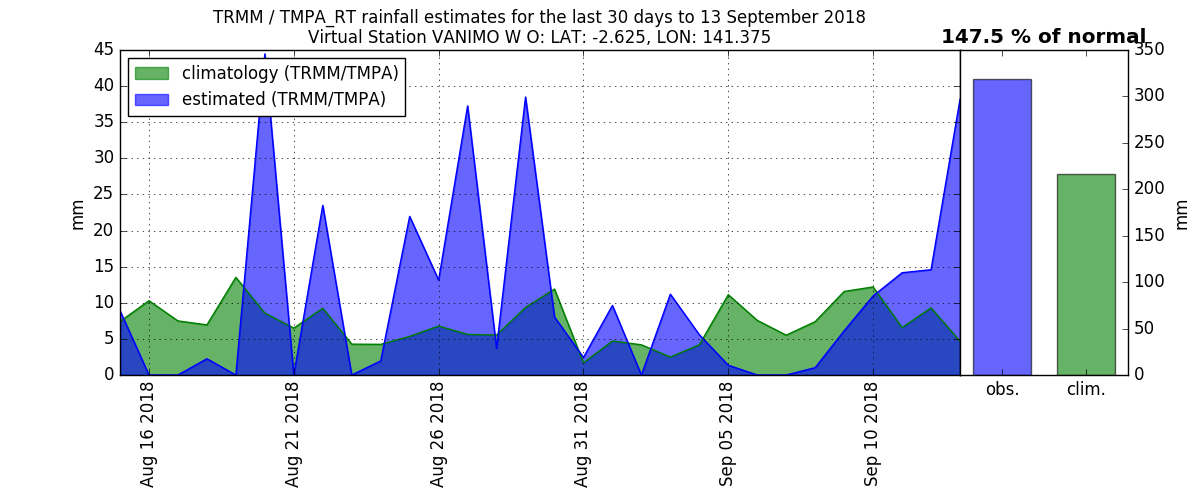 TRMM / TMPA_RT rainfall estimates for the last 30 days to 13 September 2018
Virtual Station VANIMO W O: LAT: -2.625, LON: 141.375
147.5 % of normal
climatology (TRMM/TMPA)
estimated (TRMM/TMPA)
45
40
35
30
25
20
15
10
5
0
mm
Aug 16 2018
Aug 21 2018
Aug 26 2018
Aug 31 2018
Sep 05 2018
Sep 10 2018
obs.
clim.
350
300
250
200
150
100
50
0
mm